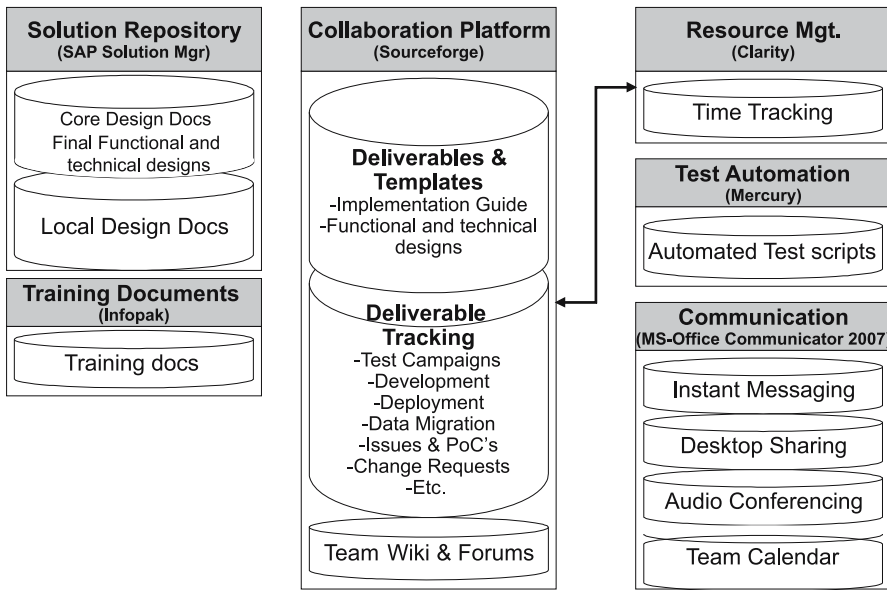 Solution Repository
(SAP Solution Mgr)
Core Design Docs
Final Functional and
technical designs
Local Design Docs
Training Documents
(Infopak)
Training docs
Collaboration Platform
(Sourceforge)
Deliverables &
Templates
-Implementation Guide
-Functional and technical
designs
Deliverable
Tracking
-Test Campaigns
-Development
-Deployment
-Data Migration
-Issues & PoC's
-Change Requests
-Etc.
Team Wiki & Forums
Resource Mgt.
(Clarity)
Time Tracking
Test Automation
(Mercury)
Automated Test scripts
Communication
(MS-Office Communicator 2007)
Instant Messaging
Desktop Sharing
Audio Conferencing
Team Calendar